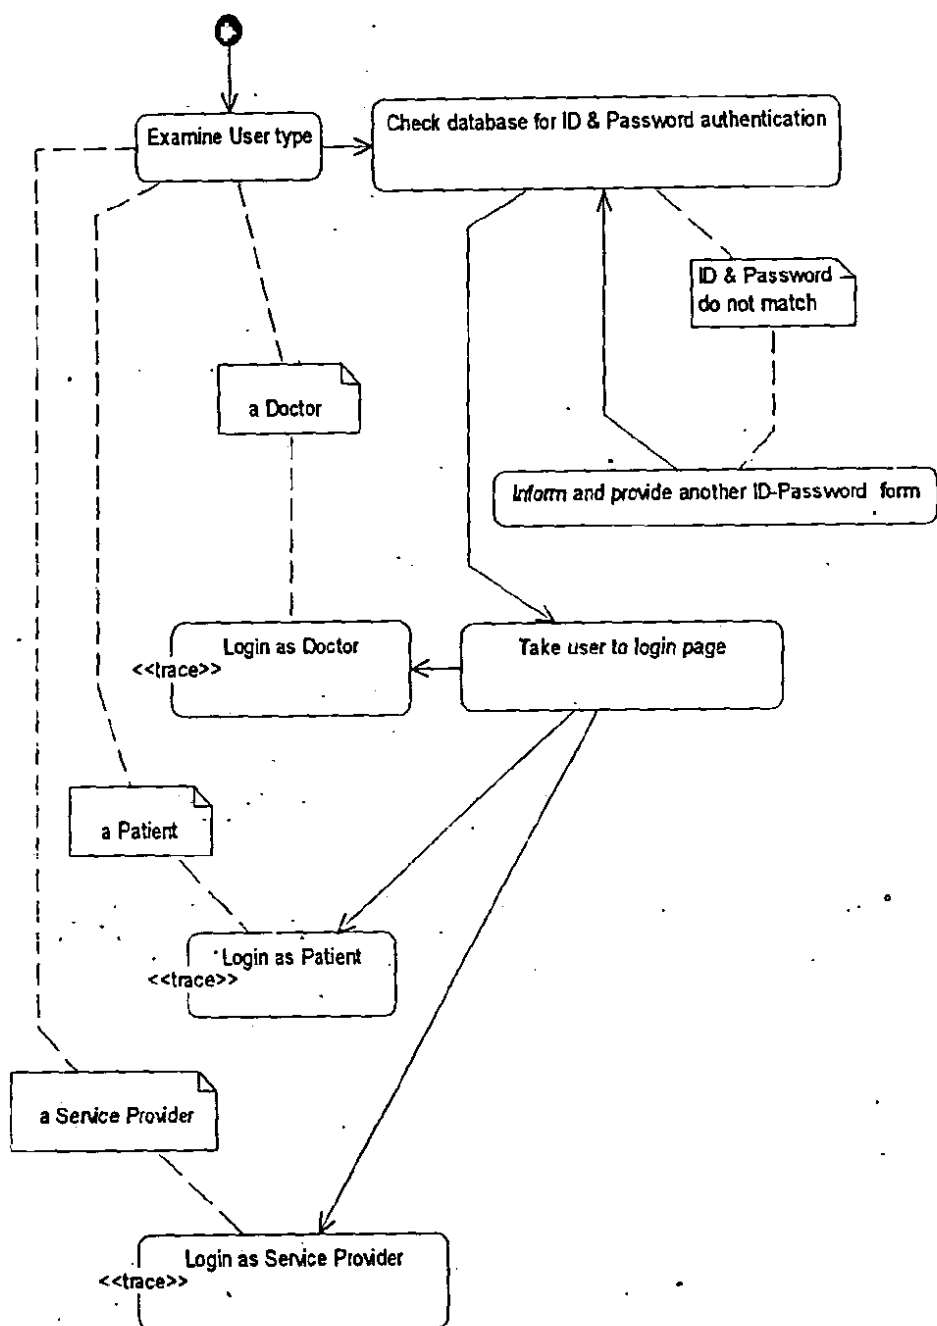 Examine User type
Check database for ID & Password authentication
ID & Password
do not match
a Doctor
Inform and provide another ID-Password form
Login as Doctor
<<trace>>
Take user to login page
a Patient
Login as Patient
<<trace>>
a Service Provider
Login as Service Provider
<<trace>>